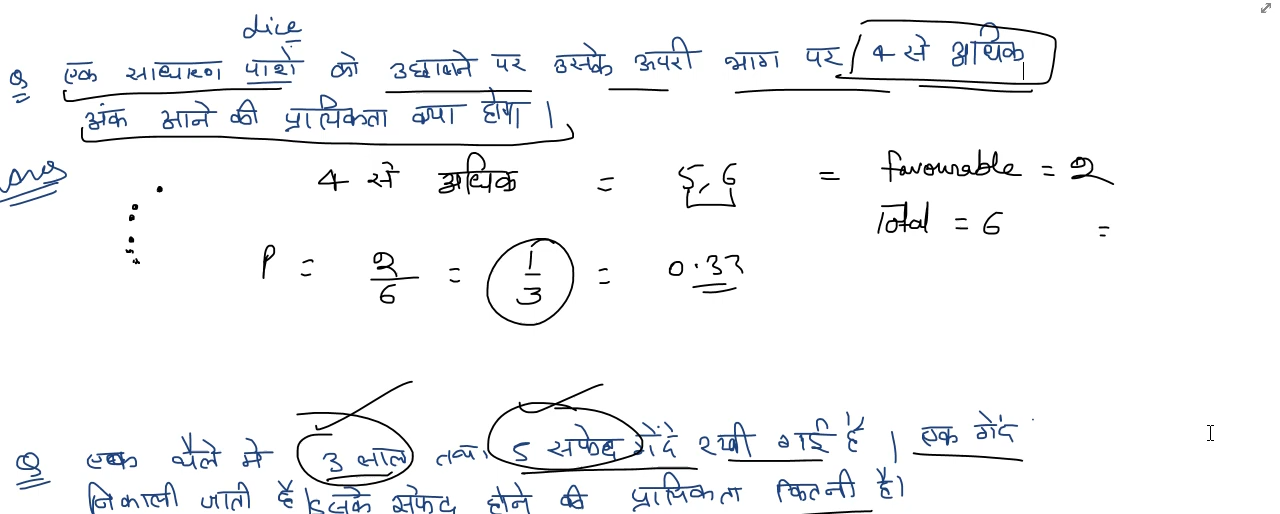 dice
Q एक साधारण पाशे को उछालने पर उसके ऊपरी भाग पर 4 से अधिक
अंक आने की प्रायिकता क्या होगा।
Ans 4 से अधिक = 5, 6 = favourable = 2
Total = 6 =
P = 2/6 = 1/3 = 0.33
Q एक थैले मे 3 लाल तथा 5 सफेद गेंदे रखी गई हैं। एक गेंद
निकाली जाती है। इसके सफेद होने की प्रायिकता कितनी है।